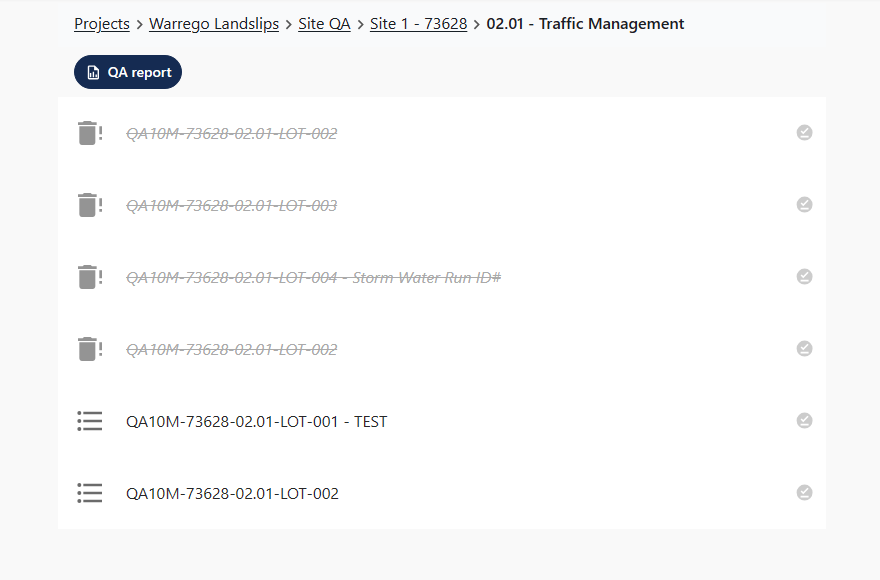 Projects > Warrego Landslips > Site QA > Site 1 - 73628 > 02.01 - Traffic Management
QA report
QA10M-73628-02.01-LOT-002
QA10M-73628-02.01-LOT-003
QA10M-73628-02.01-LOT-004 - Storm Water Run ID#
QA10M-73628-02.01-LOT-002
QA10M-73628-02.01-LOT-001 - TEST
QA10M-73628-02.01-LOT-002